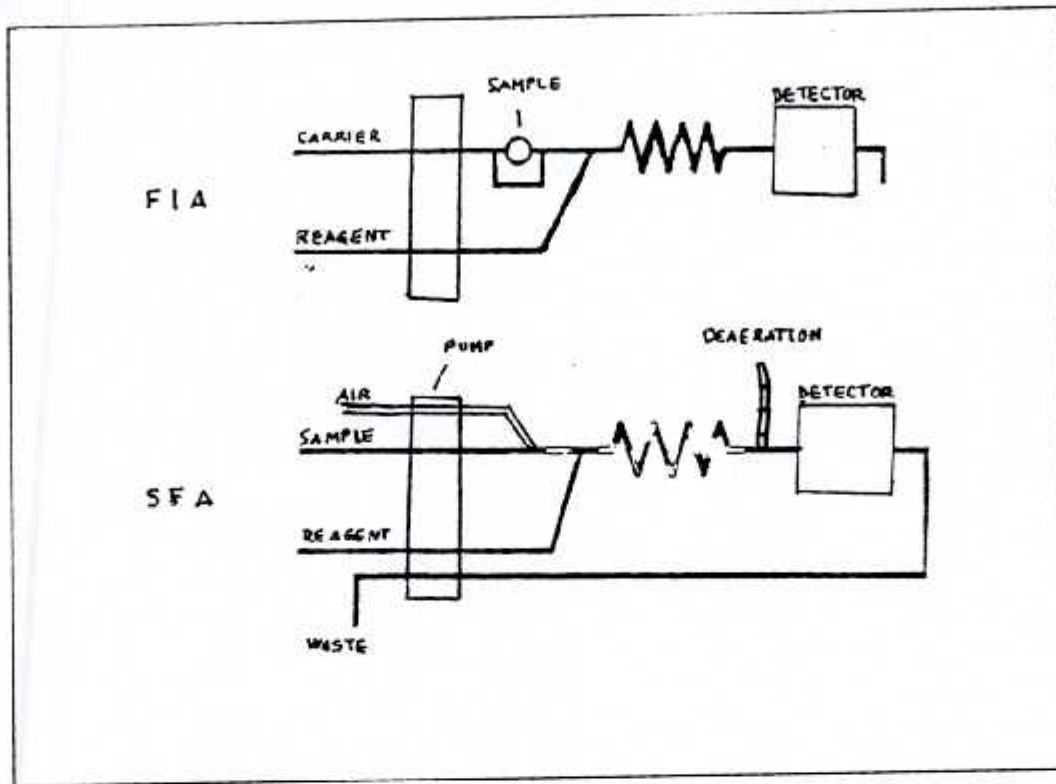 SAMPLE
DETECTOR
CARRIER
FIA
REAGENT
PUMP
DEAERATION
AIR
DETECTOR
SAMPLE
SFA
REAGENT
WASTE